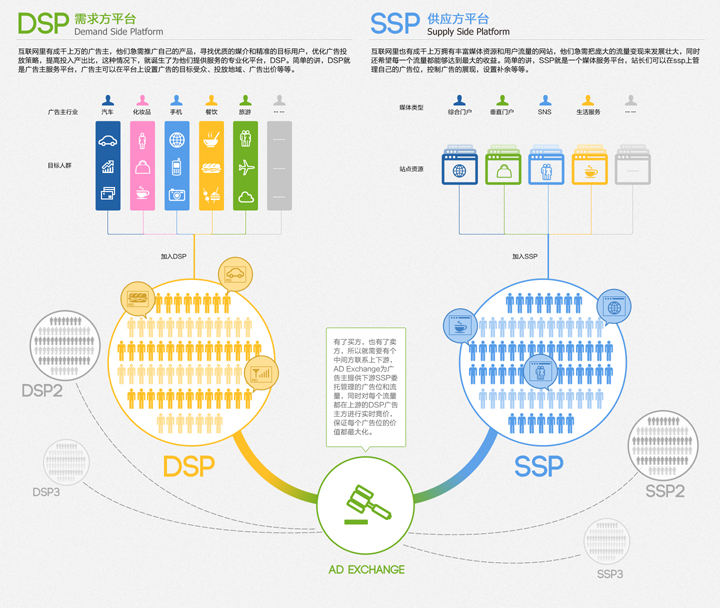 DSP 需求方平台
Demand Side Platform
互联网里有成千上万的广告主，他们急需推广自己的产品，寻找优质的媒介和精准的目标用户，优化广告投
放策略，提高投入产出比，这种情况下，就诞生了为他们提供服务的专业化平台，DSP。简单的讲，DSP就
是广告主服务平台，广告主可以在平台上设置广告的目标受众、投放地域、广告出价等等。
广告主行业
汽车
化妆品
手机
餐饮
旅游
目标人群
加入DSP
DSP
DSP2
DSP3
SSP 供应方平台
Supply Side Platform
互联网里也有成千上万拥有丰富媒体资源和用户流量的网站，他们急需把庞大的流量变现来发展壮大，同时
还希望每一个流量都能够达到最大的收益。简单的讲，SSP就是一个媒体服务平台，站长们可以在ssp上管
理自己的广告位，控制广告的展现，设置补余等等。
媒体类型
综合门户
垂直门户
SNS
生活服务
站点资源
加入SSP
SSP
SSP2
SSP3
有了买方，也有了卖
方，所以就需要有个
中间方联系上下游，
AD Exchange为广
告主提供下游SSP委
托管理的广告位和流
量，同时对每个流量
都在上游的DSP广告
主方进行实时竞价，
保证每个广告位的价
值都最大化。
AD EXCHANGE